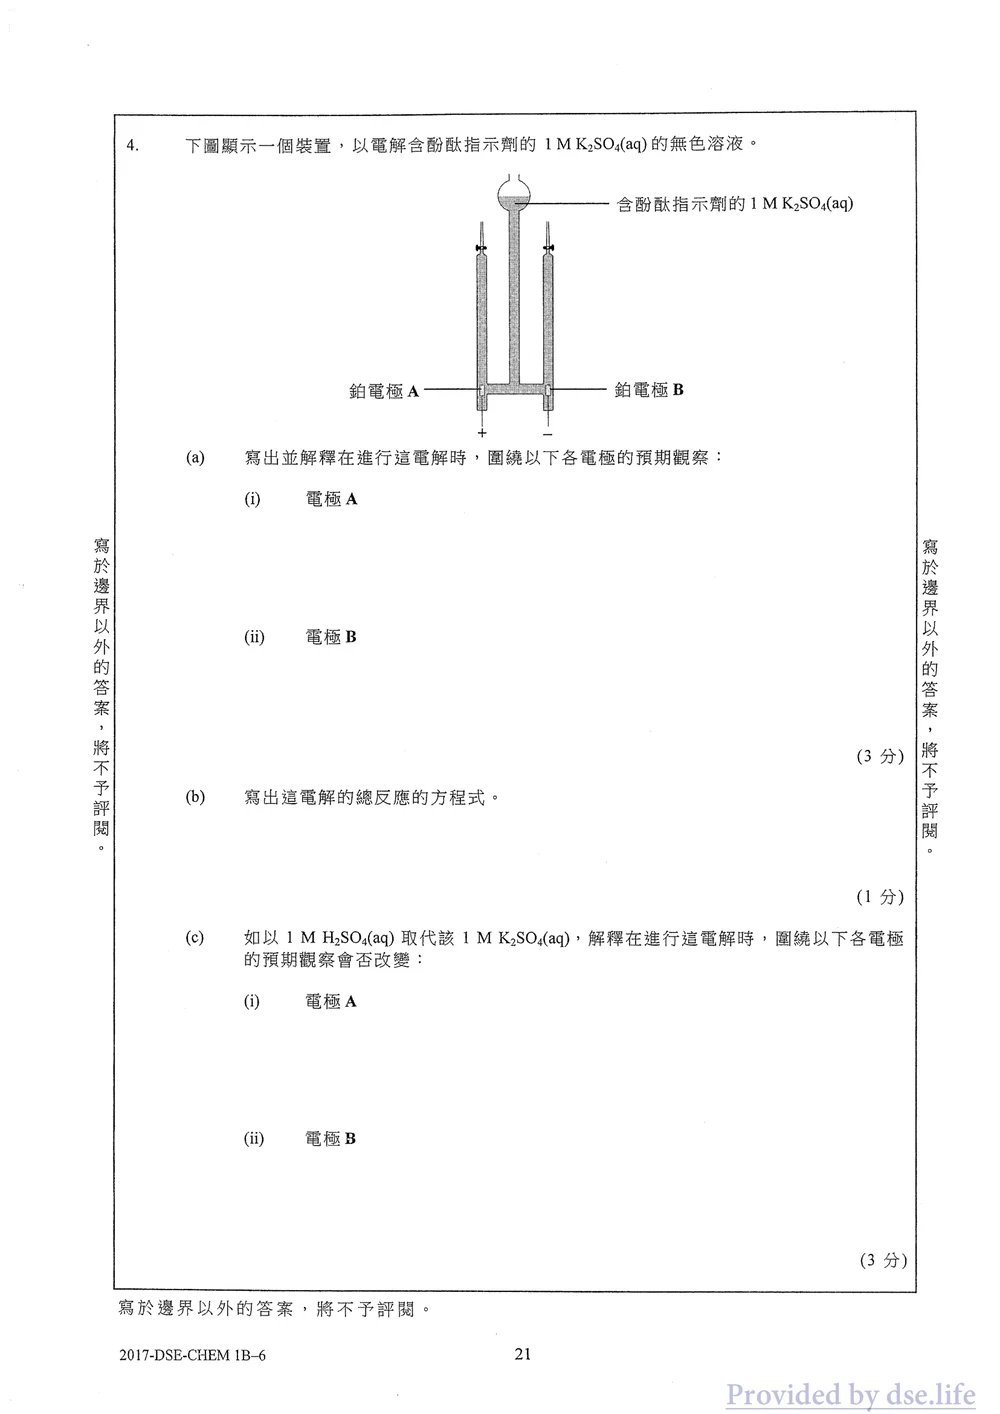 4. 下圖顯示一個裝置，以電解含酚酞指示劑的 1 M K₂SO₄(aq) 的無色溶液。
含酚酞指示劑的 1 M K₂SO₄(aq)
鉑電極 A
鉑電極 B
+ −
(a) 寫出並解釋在進行這電解時，圍繞以下各電極的預期觀察：
(i) 電極 A
(ii) 電極 B
(3 分)
(b) 寫出這電解的總反應的方程式。
(1 分)
(c) 如以 1 M H₂SO₄(aq) 取代該 1 M K₂SO₄(aq)，解釋在進行這電解時，圍繞以下各電極
的預期觀察會否改變：
(i) 電極 A
(ii) 電極 B
(3 分)
寫於邊界以外的答案，將不予評閱。
寫於邊界以外的答案，將不予評閱。
寫於邊界以外的答案，將不予評閱。
2017-DSE-CHEM 1B–6
21
Provided by dse.life